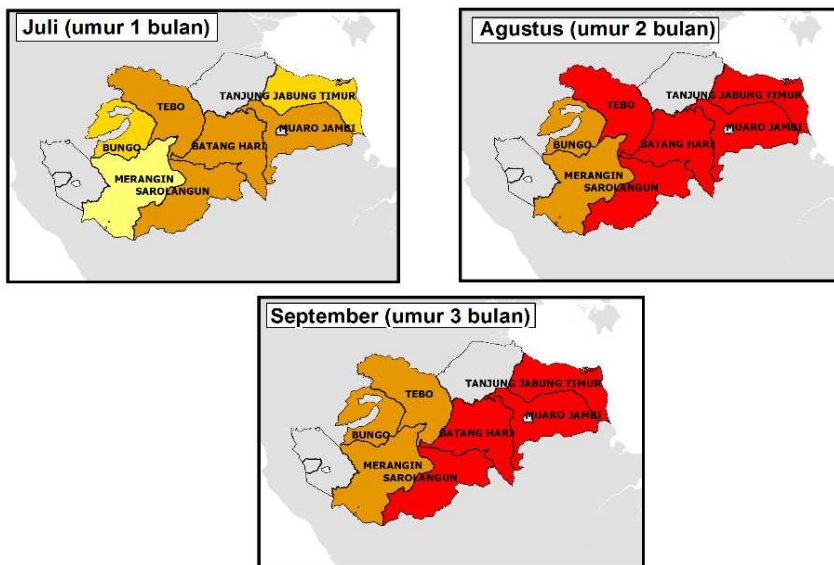 Juli (umur 1 bulan)
TANJUNG JABUNG TIMUR
TEBO
MUARO JAMBI
BATANG HARI
BUNGO
MERANGIN
SAROLANGUN
Agustus (umur 2 bulan)
TANJUNG JABUNG TIMUR
TEBO
MUARO JAMBI
BATANG HARI
BUNGO
MERANGIN
SAROLANGUN
September (umur 3 bulan)
TANJUNG JABUNG TIMUR
TEBO
MUARO JAMBI
BATANG HARI
BUNGO
MERANGIN
SAROLANGUN